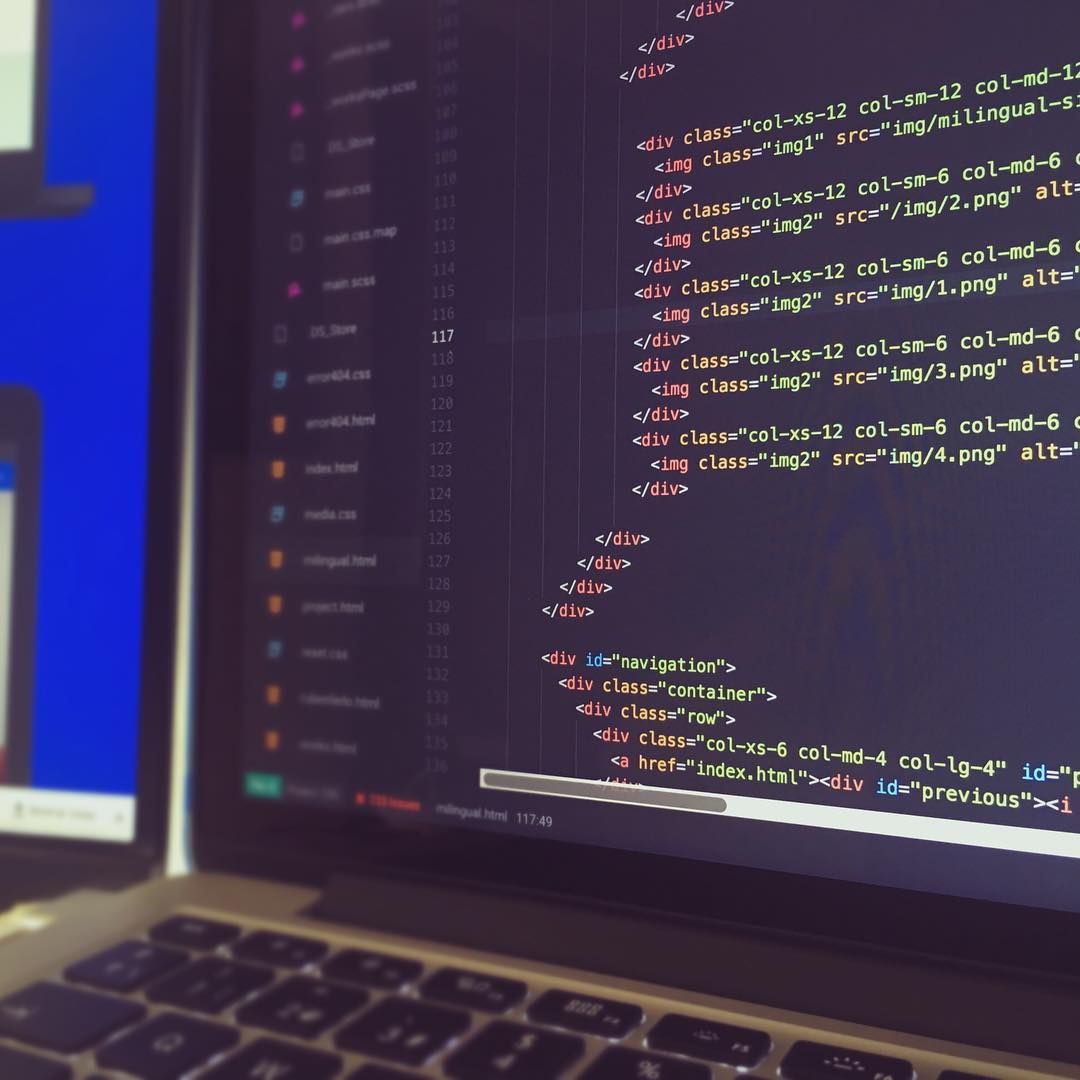 </div>
</div>
</div>
<div class="col-xs-12 col-sm-12 col-md-12
<img class="img1" src="img/milingual-si
</div>
<div class="col-xs-12 col-sm-6 col-md-6
<img class="img2" src="/img/2.png" alt=
</div>
<div class="col-xs-12 col-sm-6 col-md-6
<img class="img2" src="img/1.png" alt="
</div>
<div class="col-xs-12 col-sm-6 col-md-6
<img class="img2" src="img/3.png" alt="
</div>
<div class="col-xs-12 col-sm-6 col-md-6
<img class="img2" src="img/4.png" alt="
</div>
</div>
</div>
</div>
</div>
<div id="navigation">
<div class="container">
<div class="row">
<div class="col-xs-6 col-md-4 col-lg-4" id="p
<a href="index.html"><div id="previous"><i
</div>
_worksPage.scss
.DS_Store
main.css
main.css.map
main.scss
.DS_Store
error404.css
error404.html
index.html
media.css
milingual.html
project.html
reset.css
works.html
107
108
109
110
111
112
113
114
115
116
117
118
119
120
121
122
123
124
125
126
127
128
129
130
131
132
133
134
135
136
milingual.html 117:49
Q
W
2
3
#
$
4
%
F4
F5
F6